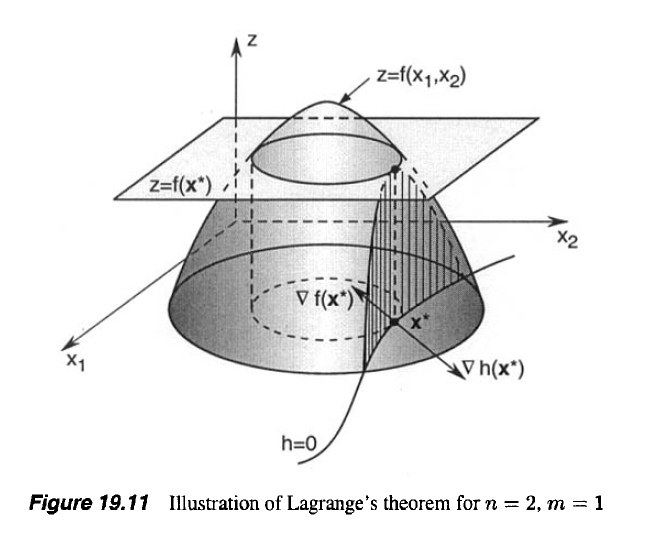 z
z=f(x₁,x₂)
z=f(x*)
x₂
∇ f(x*)
x*
x₁
∇ h(x*)
h=0
Figure 19.11 Illustration of Lagrange's theorem for n = 2, m = 1